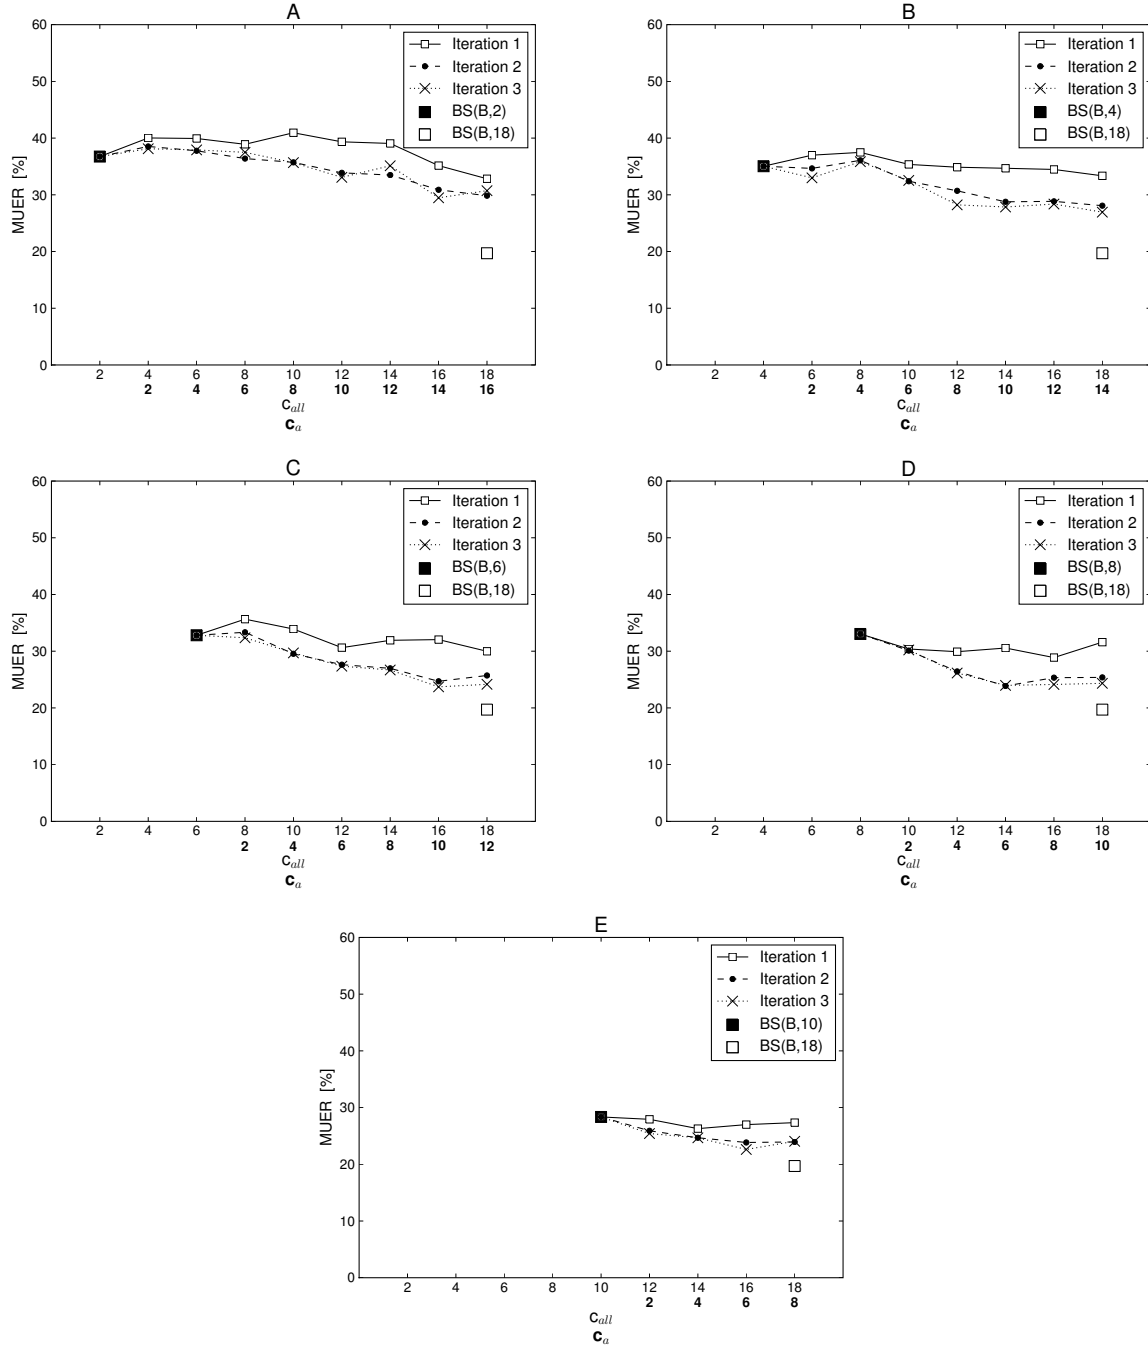 A
MUER [%]
60
50
40
30
20
10
0
Iteration 1
Iteration 2
Iteration 3
BS(B,2)
BS(B,18)
2 4 6 8 10 12 14 16 18
2 4 6 8 10 12 14 16
c_all
c_a
B
MUER [%]
60
50
40
30
20
10
0
Iteration 1
Iteration 2
Iteration 3
BS(B,4)
BS(B,18)
2 4 6 8 10 12 14 16 18
2 4 6 8 10 12 14
c_all
c_a
C
MUER [%]
60
50
40
30
20
10
0
Iteration 1
Iteration 2
Iteration 3
BS(B,6)
BS(B,18)
2 4 6 8 10 12 14 16 18
2 4 6 8 10 12
c_all
c_a
D
MUER [%]
60
50
40
30
20
10
0
Iteration 1
Iteration 2
Iteration 3
BS(B,8)
BS(B,18)
2 4 8 10 12 14 16 18
2 4 6 8 10
c_all
c_a
E
MUER [%]
60
50
40
30
20
10
0
Iteration 1
Iteration 2
Iteration 3
BS(B,10)
BS(B,18)
2 4 6 8 10 12 14 16 18
2 4 6 8
c_all
c_a